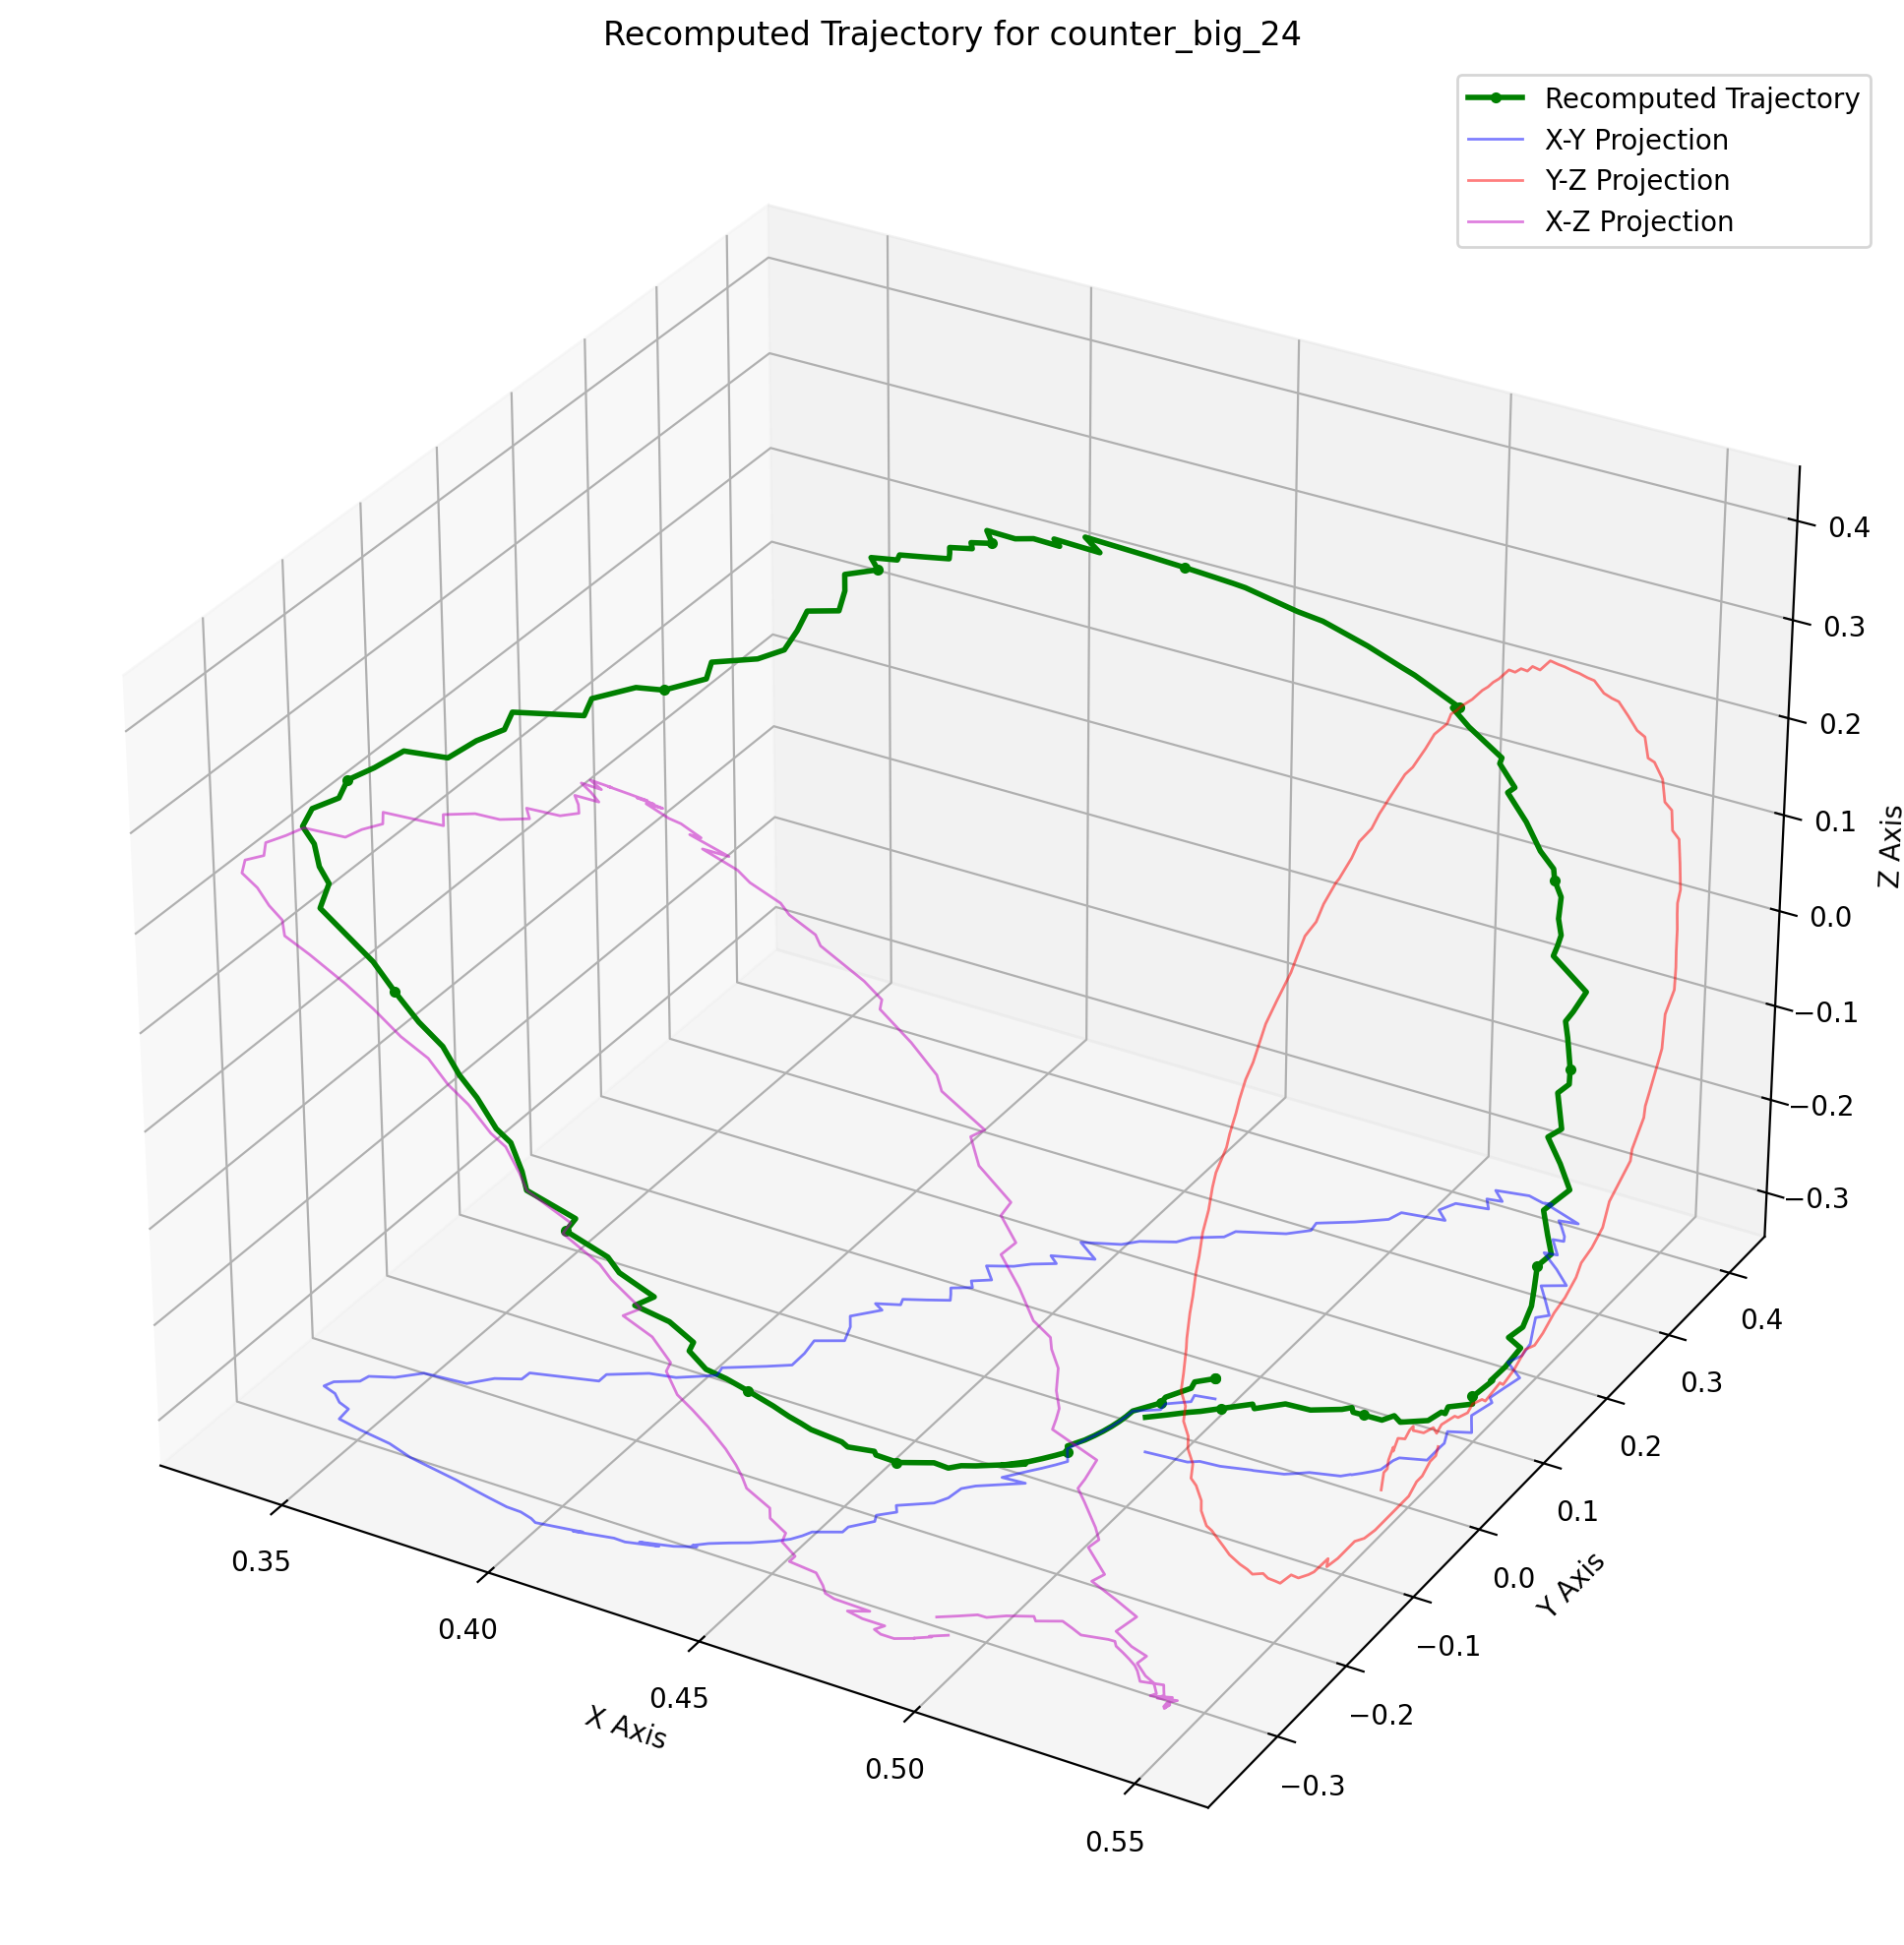 Recomputed Trajectory for counter_big_24
Recomputed Trajectory
X-Y Projection
Y-Z Projection
X-Z Projection
0.4
0.3
0.2
0.1
0.0
−0.1
−0.2
−0.3
Z Axis
0.4
0.3
0.2
0.1
0.0
−0.1
−0.2
−0.3
Y Axis
0.35
0.40
0.45
0.50
0.55
X Axis